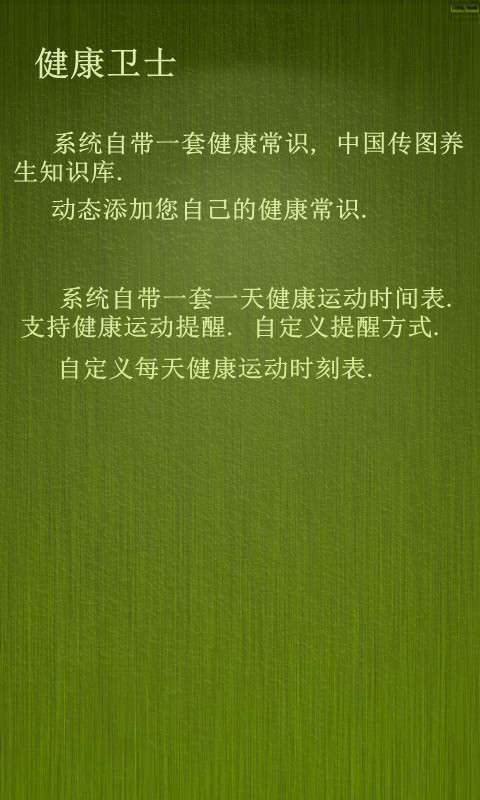 健康卫士
系统自带一套健康常识, 中国传图养
生知识库.
动态添加您自己的健康常识.
系统自带一套一天健康运动时间表.
支持健康运动提醒. 自定义提醒方式.
自定义每天健康运动时刻表.